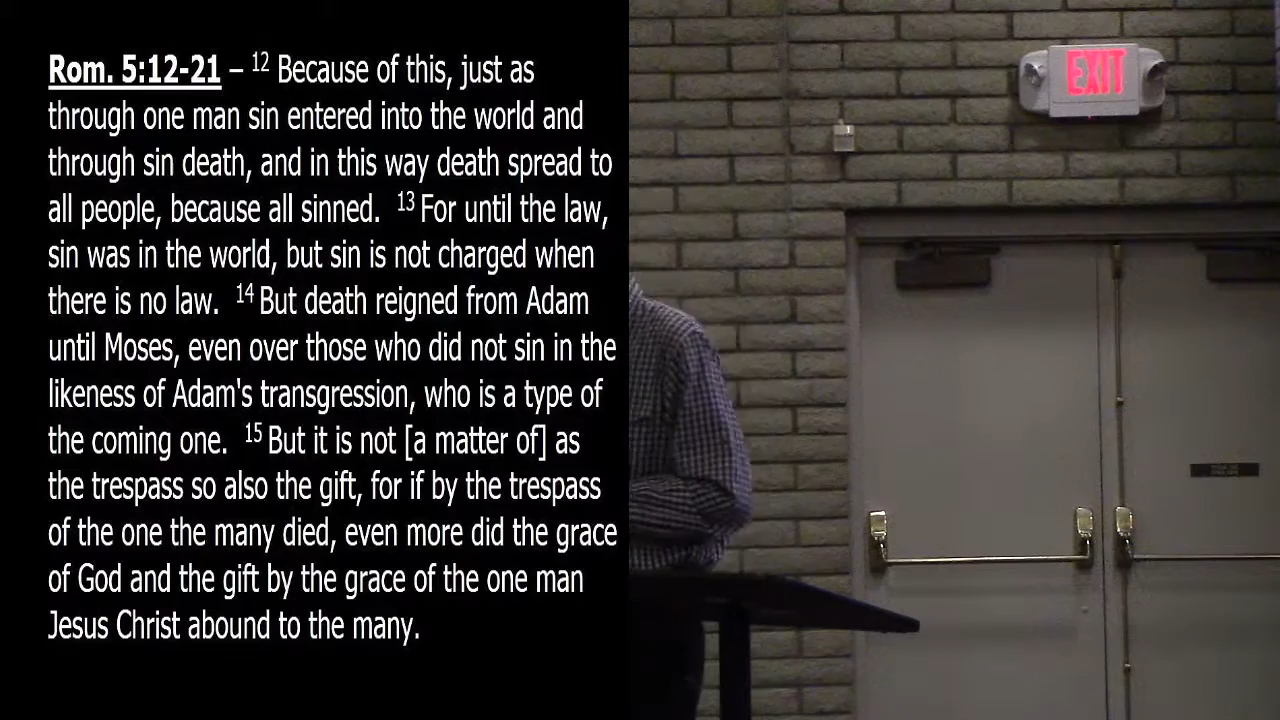 Rom. 5:12-21 – 12 Because of this, just as
through one man sin entered into the world and
through sin death, and in this way death spread to
all people, because all sinned. 13 For until the law,
sin was in the world, but sin is not charged when
there is no law. 14 But death reigned from Adam
until Moses, even over those who did not sin in the
likeness of Adam's transgression, who is a type of
the coming one. 15 But it is not [a matter of] as
the trespass so also the gift, for if by the trespass
of the one the many died, even more did the grace
of God and the gift by the grace of the one man
Jesus Christ abound to the many.
EXIT